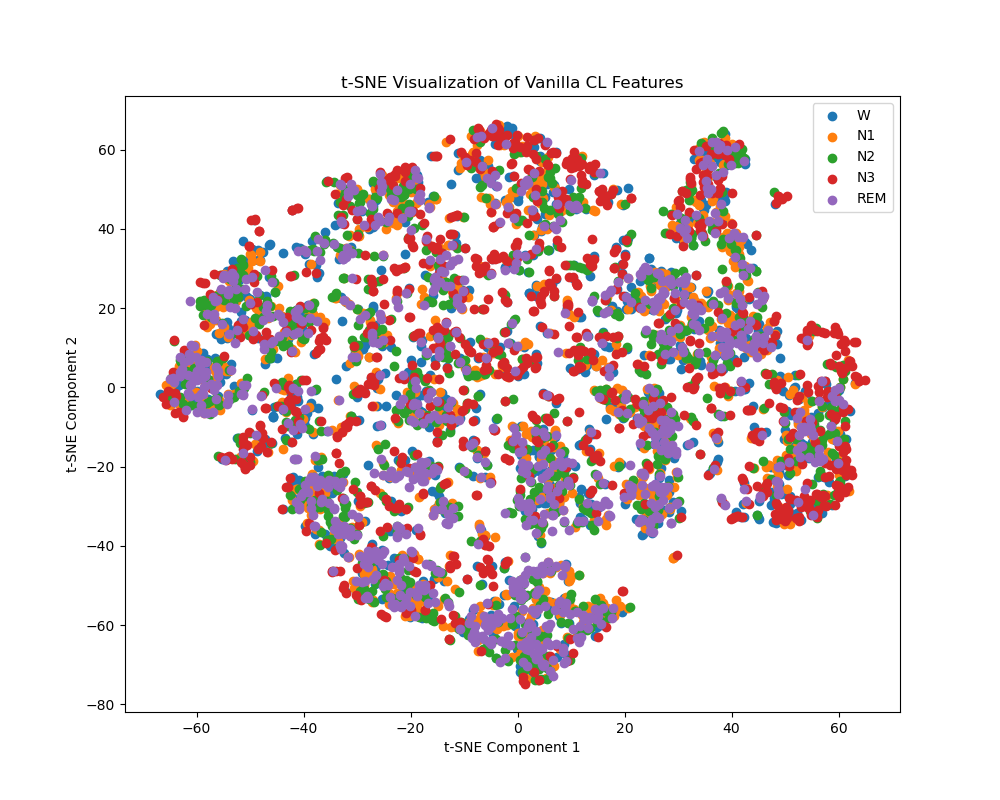 t-SNE Visualization of Vanilla CL Features
W
N1
N2
N3
REM
60
40
20
0
−20
−40
−60
−80
t-SNE Component 2
−60
−40
−20
0
20
40
60
t-SNE Component 1